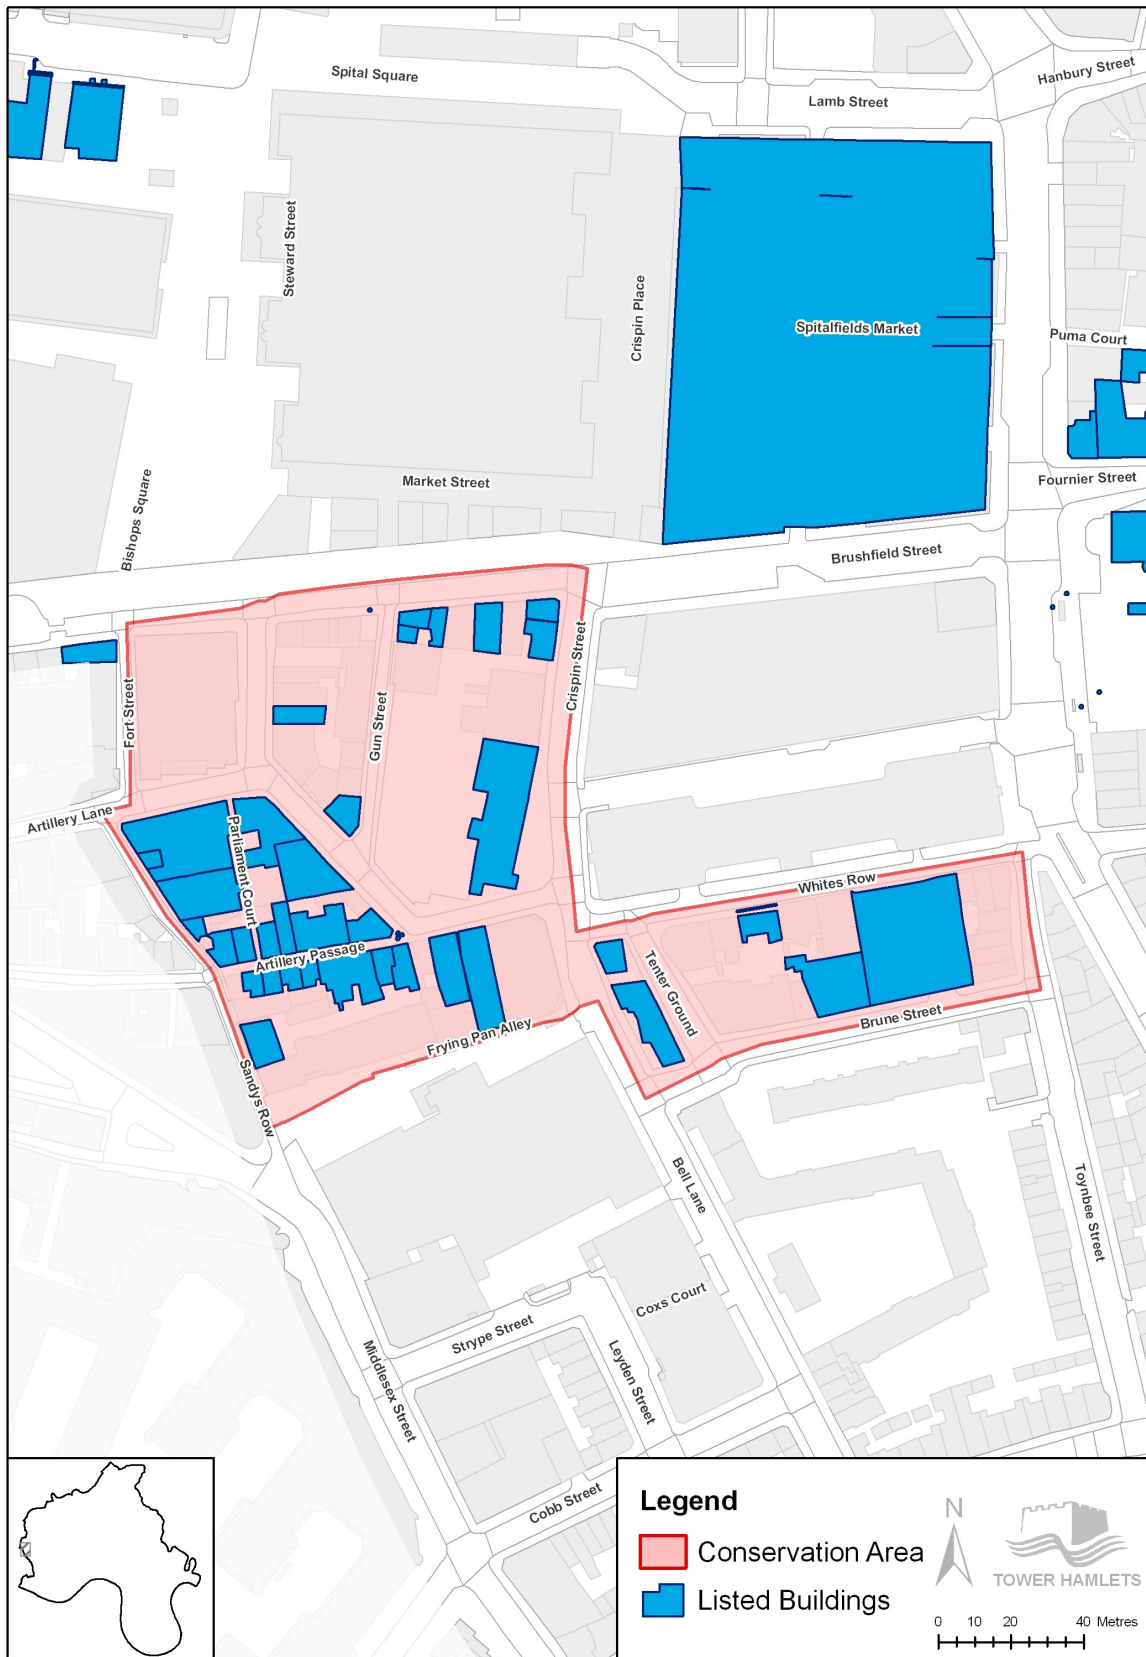 Spital Square
Lamb Street
Hanbury Street
Steward Street
Crispin Place
Spitalfields Market
Puma Court
Market Street
Fournier Street
Bishops Square
Brushfield Street
Fort Street
Gun Street
Crispin Street
Artillery Lane
Parliament Court
Whites Row
Artillery Passage
Tenter Ground
Brune Street
Frying Pan Alley
Sandys Row
Bell Lane
Toynbee Street
Coxs Court
Strype Street
Middlesex Street
Leyden Street
Cobb Street
Legend
Conservation Area
Listed Buildings
N
TOWER HAMLETS
0 10 20 40 Metres